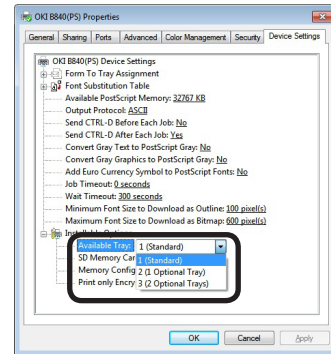 OKI B840(PS) Properties
General Sharing Ports Advanced Color Management Security Device Settings
OKI B840(PS) Device Settings
Form To Tray Assignment
Font Substitution Table
Available PostScript Memory: 32767 KB
Output Protocol: ASCII
Send CTRL-D Before Each Job: No
Send CTRL-D After Each Job: Yes
Convert Gray Text to PostScript Gray: No
Convert Gray Graphics to PostScript Gray: No
Add Euro Currency Symbol to PostScript Fonts: No
Job Timeout: 0 seconds
Wait Timeout: 300 seconds
Minimum Font Size to Download as Outline: 100 pixel(s)
Maximum Font Size to Download as Bitmap: 600 pixel(s)
Installable Options
Available Tray: 1 (Standard)
1 (Standard)
SD Memory Car
2 (1 Optional Tray)
Memory Config
3 (2 Optional Trays)
Print only Encry
OK Cancel Apply